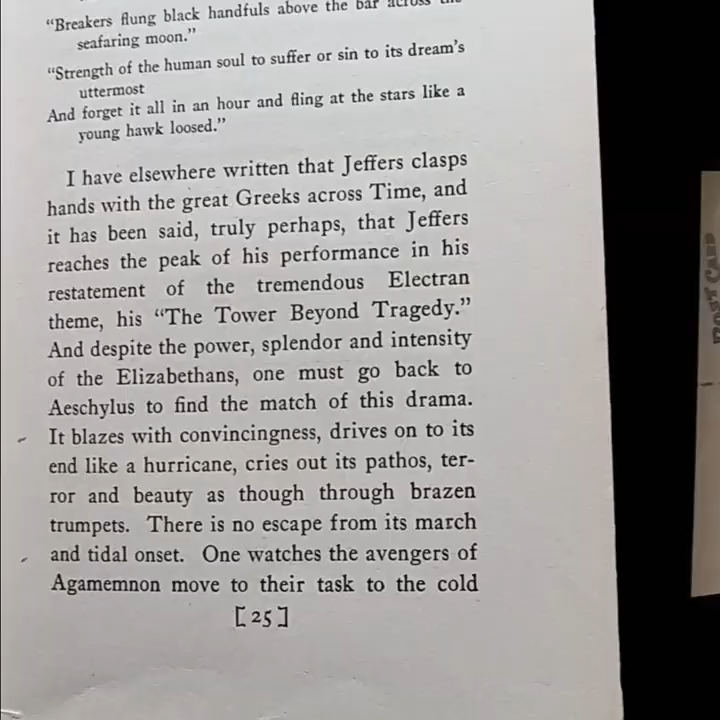 “Breakers flung black handfuls above the bar across the
seafaring moon.”
“Strength of the human soul to suffer or sin to its dream’s
uttermost
And forget it all in an hour and fling at the stars like a
young hawk loosed.”
I have elsewhere written that Jeffers clasps
hands with the great Greeks across Time, and
it has been said, truly perhaps, that Jeffers
reaches the peak of his performance in his
restatement of the tremendous Electran
theme, his “The Tower Beyond Tragedy.”
And despite the power, splendor and intensity
of the Elizabethans, one must go back to
Aeschylus to find the match of this drama.
It blazes with convincingness, drives on to its
end like a hurricane, cries out its pathos, ter-
ror and beauty as though through brazen
trumpets. There is no escape from its march
and tidal onset. One watches the avengers of
Agamemnon move to their task to the cold
[25]